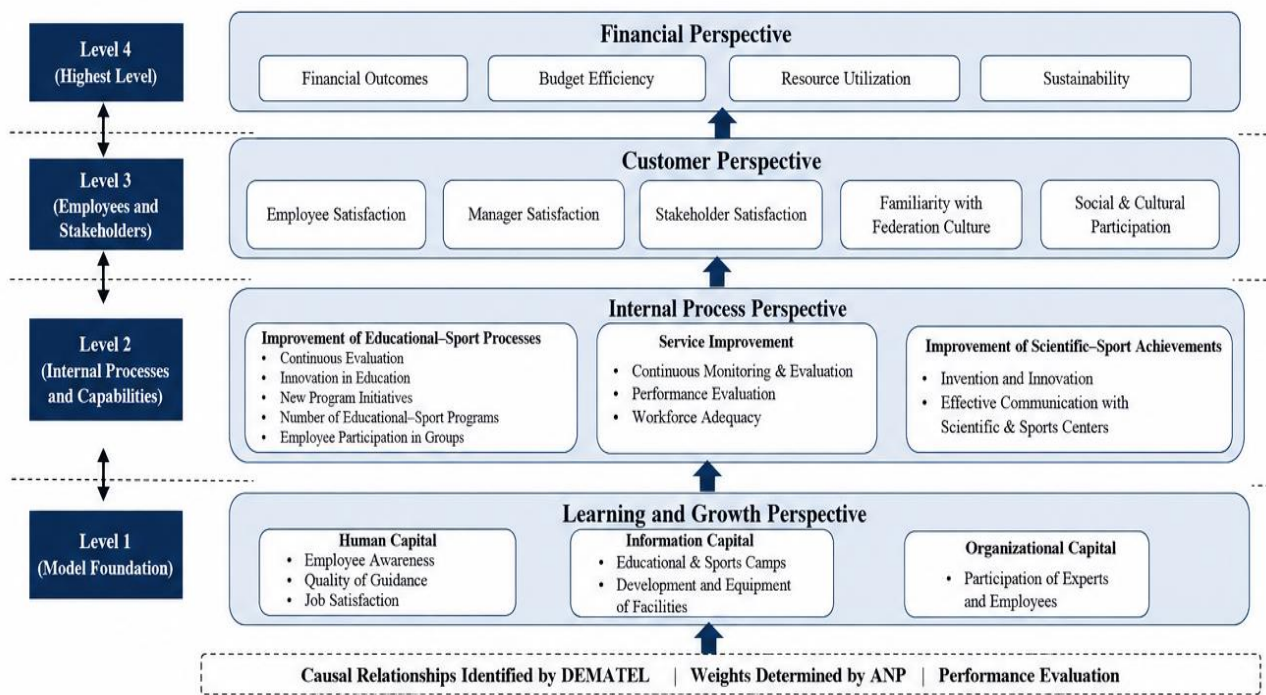 Level 4
(Highest Level)
Financial Perspective
Financial Outcomes
Budget Efficiency
Resource Utilization
Sustainability
Level 3
(Employees and
Stakeholders)
Customer Perspective
Employee Satisfaction
Manager Satisfaction
Stakeholder Satisfaction
Familiarity with
Federation Culture
Social & Cultural
Participation
Level 2
(Internal Processes
and Capabilities)
Internal Process Perspective
Improvement of Educational–Sport Processes
• Continuous Evaluation
• Innovation in Education
• New Program Initiatives
• Number of Educational–Sport Programs
• Employee Participation in Groups
Service Improvement
• Continuous Monitoring & Evaluation
• Performance Evaluation
• Workforce Adequacy
Improvement of Scientific–Sport Achievements
• Invention and Innovation
• Effective Communication with
Scientific & Sports Centers
Level 1
(Model Foundation)
Learning and Growth Perspective
Human Capital
• Employee Awareness
• Quality of Guidance
• Job Satisfaction
Information Capital
• Educational & Sports Camps
• Development and Equipment
of Facilities
Organizational Capital
• Participation of Experts
and Employees
Causal Relationships Identified by DEMATEL | Weights Determined by ANP | Performance Evaluation